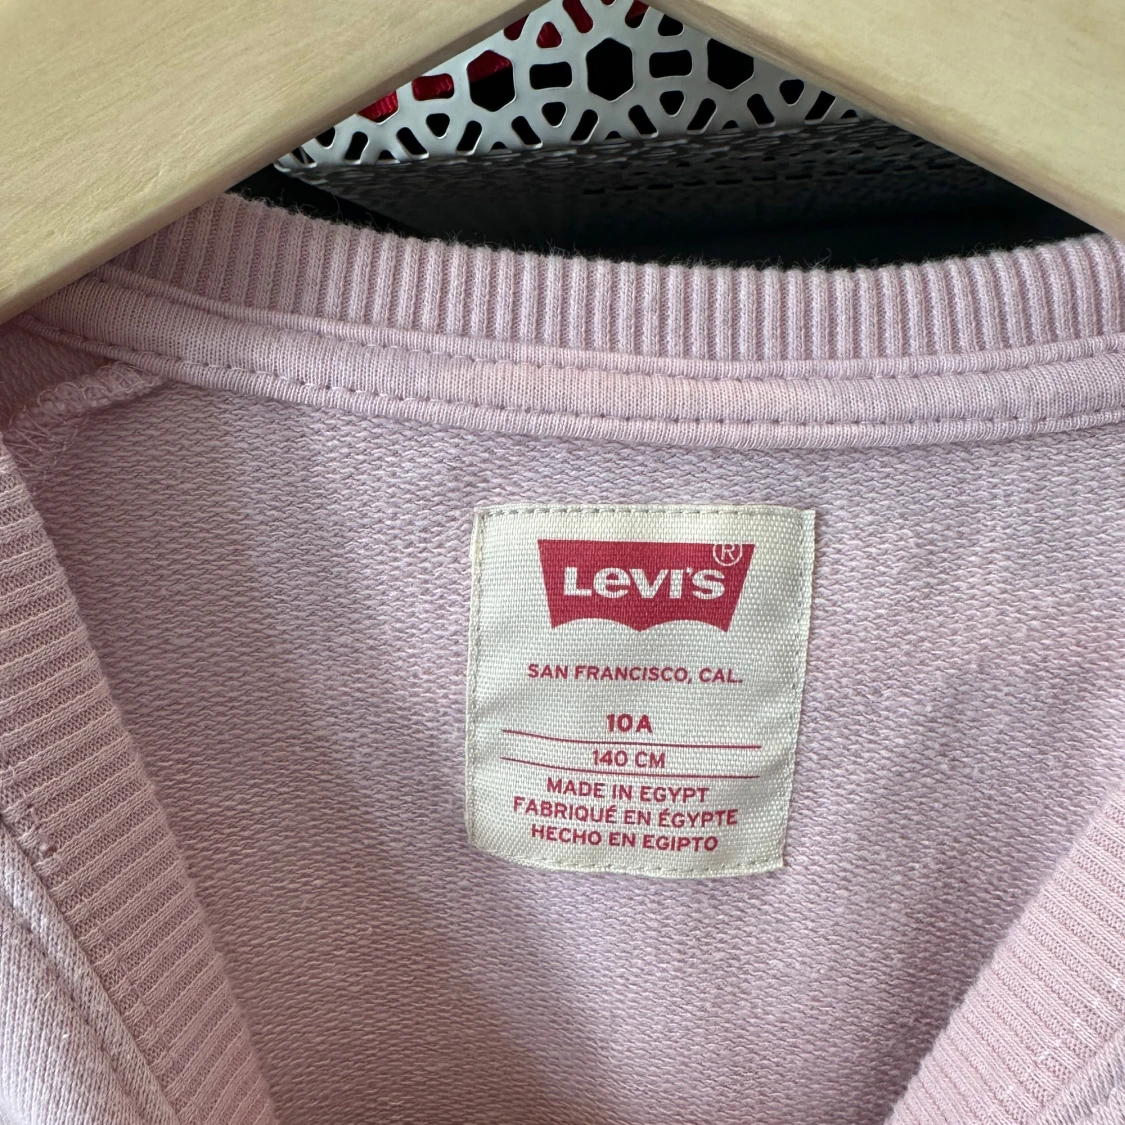 LEVI'S®
SAN FRANCISCO, CAL.
10A
140 CM
MADE IN EGYPT
FABRIQUÉ EN ÉGYPTE
HECHO EN EGIPTO